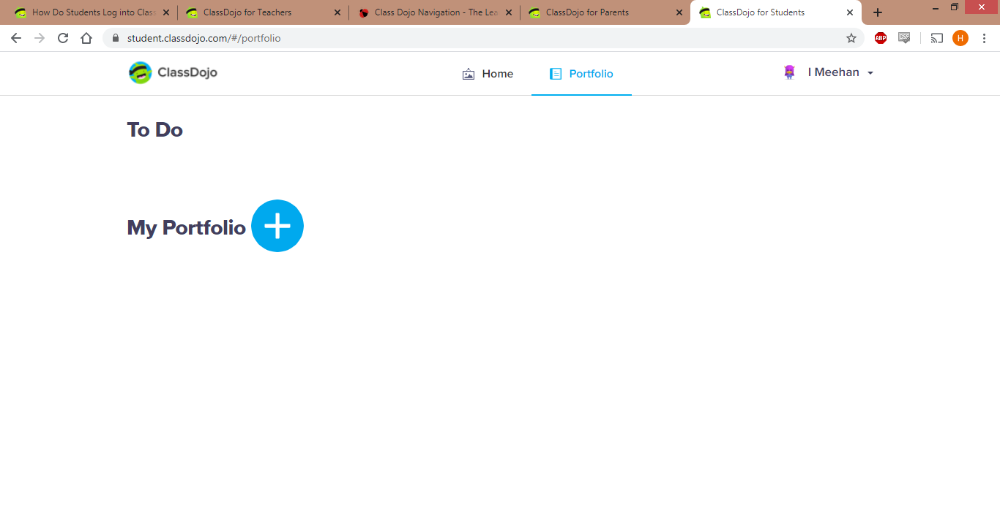 How Do Students Log into Class
ClassDojo for Teachers
Class Dojo Navigation - The Lea
ClassDojo for Parents
ClassDojo for Students
student.classdojo.com/#/portfolio
ABP
CSS
H
ClassDojo
Home
Portfolio
I Meehan
To Do
My Portfolio